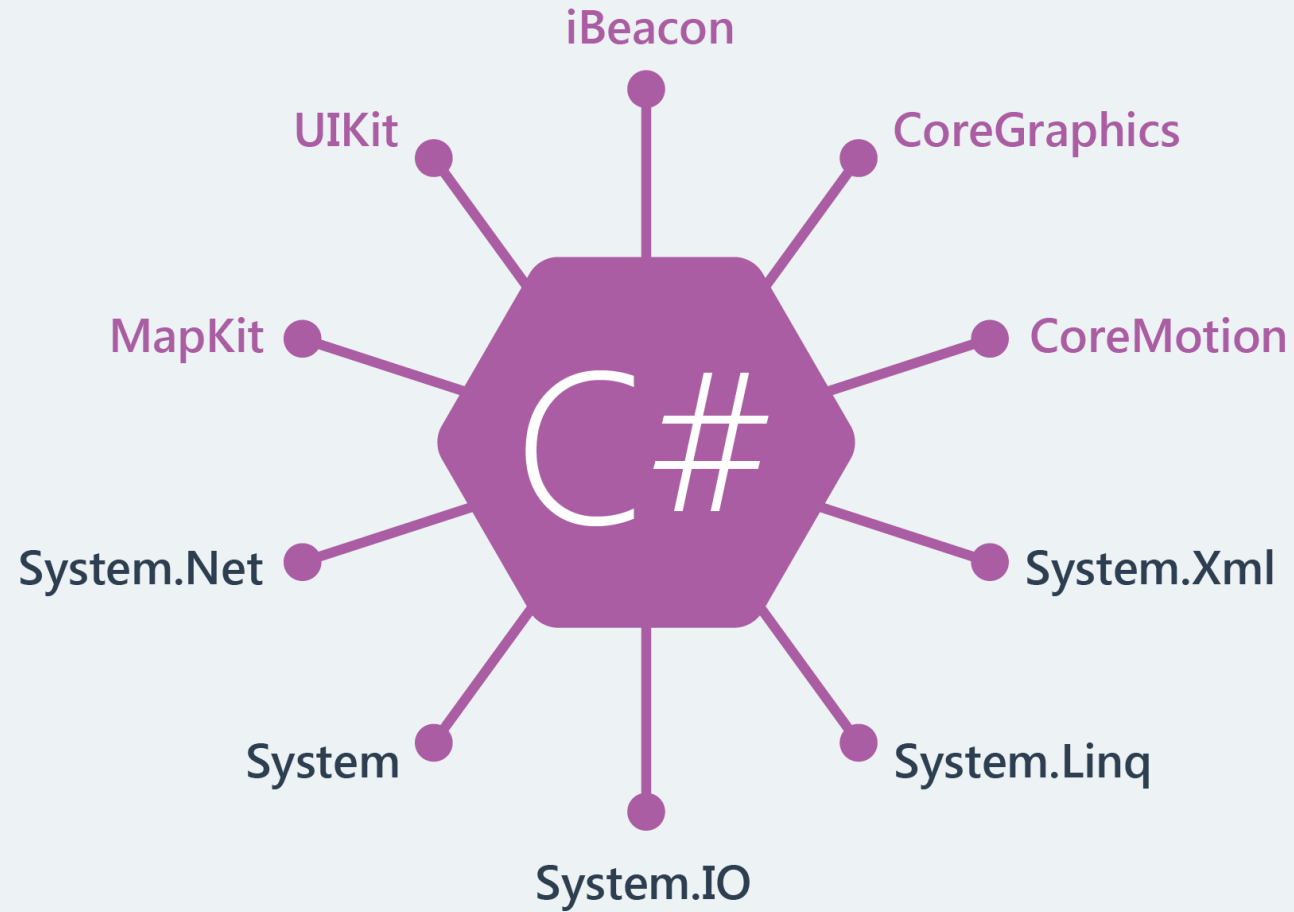 iBeacon
UIKit
CoreGraphics
MapKit
CoreMotion
C#
System.Net
System.Xml
System
System.Linq
System.IO